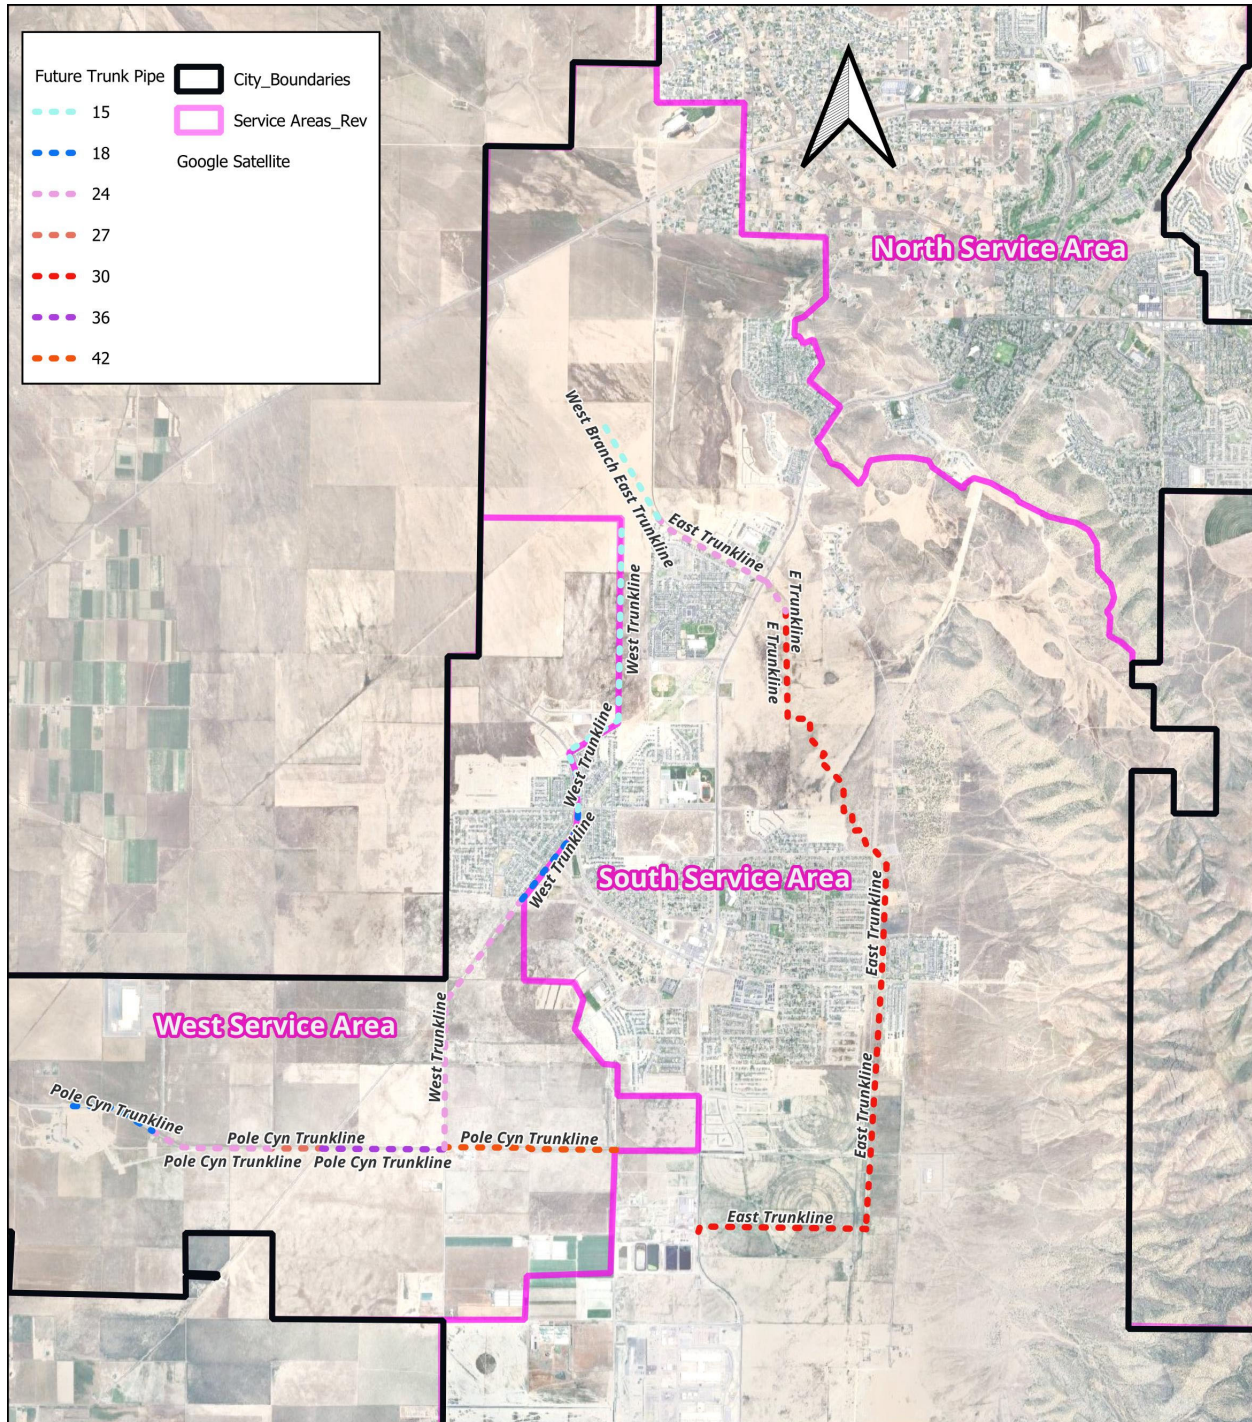 Future Trunk Pipe
15
18
24
27
30
36
42
City_Boundaries
Service Areas_Rev
Google Satellite
North Service Area
West Branch East Trunkline
East Trunkline
E Trunkline
E Trunkline
West Trunkline
West Trunkline
West Trunkline
South Service Area
East Trunkline
West Service Area
West Trunkline
East Trunkline
Pole Cyn Trunkline
Pole Cyn Trunkline
Pole Cyn Trunkline
Pole Cyn Trunkline
Pole Cyn Trunkline
East Trunkline